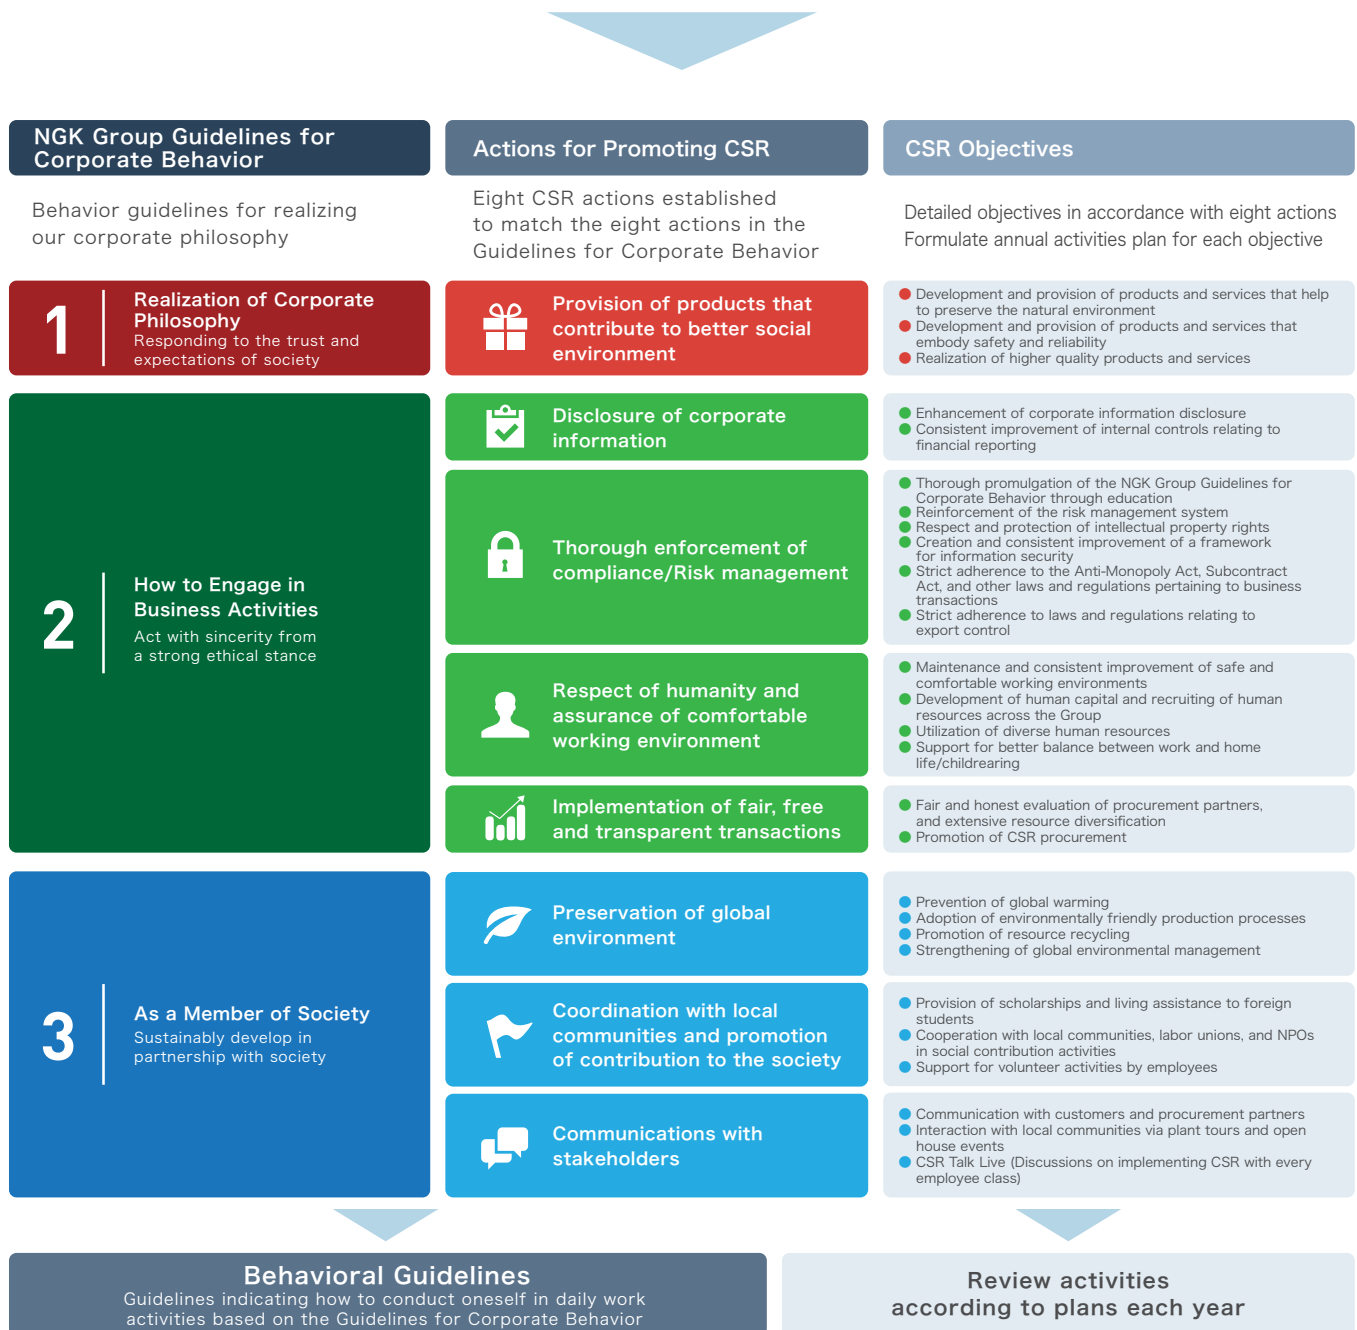 NGK Group Guidelines for
Corporate Behavior
Behavior guidelines for realizing
our corporate philosophy
Actions for Promoting CSR
Eight CSR actions established
to match the eight actions in the
Guidelines for Corporate Behavior
CSR Objectives
Detailed objectives in accordance with eight actions
Formulate annual activities plan for each objective
1
Realization of Corporate
Philosophy
Responding to the trust and
expectations of society
Provision of products that
contribute to better social
environment
● Development and provision of products and services that help
to preserve the natural environment
● Development and provision of products and services that
embody safety and reliability
● Realization of higher quality products and services
2
How to Engage in
Business Activities
Act with sincerity from
a strong ethical stance
Disclosure of corporate
information
● Enhancement of corporate information disclosure
● Consistent improvement of internal controls relating to
financial reporting
Thorough enforcement of
compliance/Risk management
● Thorough promulgation of the NGK Group Guidelines for
Corporate Behavior through education
● Reinforcement of the risk management system
● Respect and protection of intellectual property rights
● Creation and consistent improvement of a framework
for information security
● Strict adherence to the Anti-Monopoly Act, Subcontract
Act, and other laws and regulations pertaining to business
transactions
● Strict adherence to laws and regulations relating to
export control
Respect of humanity and
assurance of comfortable
working environment
● Maintenance and consistent improvement of safe and
comfortable working environments
● Development of human capital and recruiting of human
resources across the Group
● Utilization of diverse human resources
● Support for better balance between work and home
life/childrearing
Implementation of fair, free
and transparent transactions
● Fair and honest evaluation of procurement partners,
and extensive resource diversification
● Promotion of CSR procurement
3
As a Member of Society
Sustainably develop in
partnership with society
Preservation of global
environment
● Prevention of global warming
● Adoption of environmentally friendly production processes
● Promotion of resource recycling
● Strengthening of global environmental management
Coordination with local
communities and promotion
of contribution to the society
● Provision of scholarships and living assistance to foreign
students
● Cooperation with local communities, labor unions, and NPOs
in social contribution activities
● Support for volunteer activities by employees
Communications with
stakeholders
● Communication with customers and procurement partners
● Interaction with local communities via plant tours and open
house events
● CSR Talk Live (Discussions on implementing CSR with every
employee class)
Behavioral Guidelines
Guidelines indicating how to conduct oneself in daily work
activities based on the Guidelines for Corporate Behavior
Review activities
according to plans each year